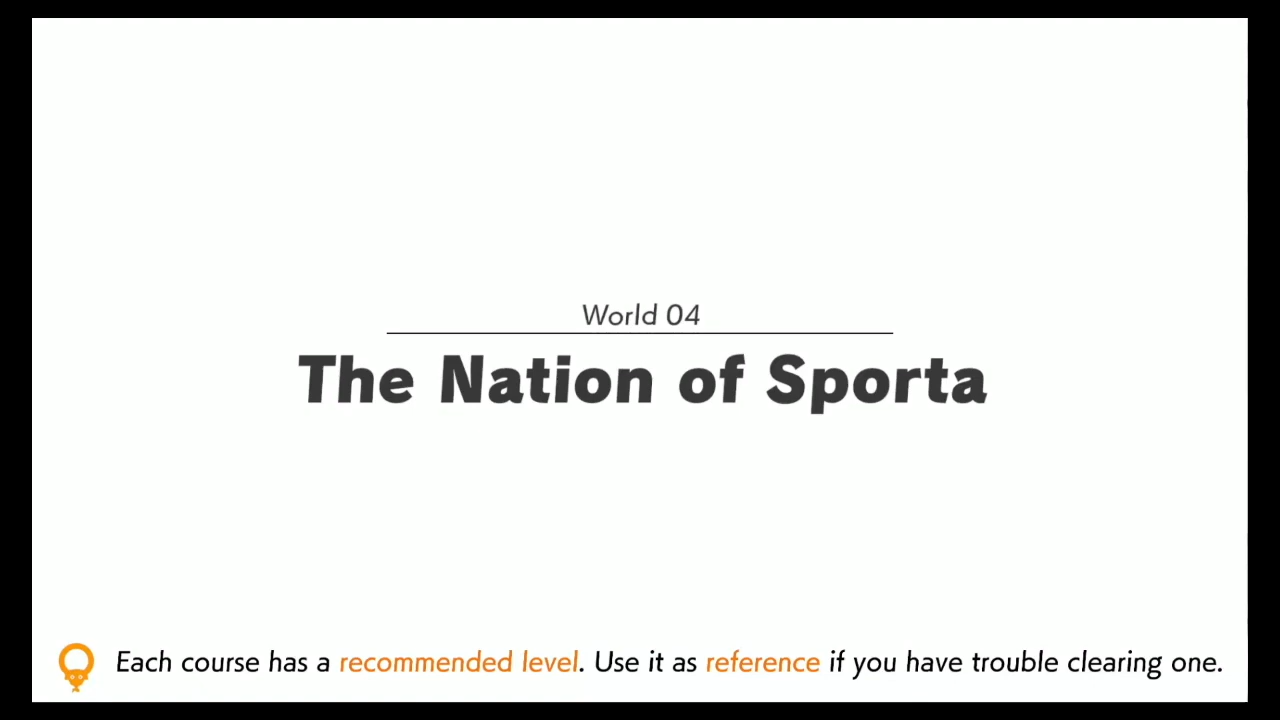 World 04
The Nation of Sporta
Each course has a recommended level. Use it as reference if you have trouble clearing one.